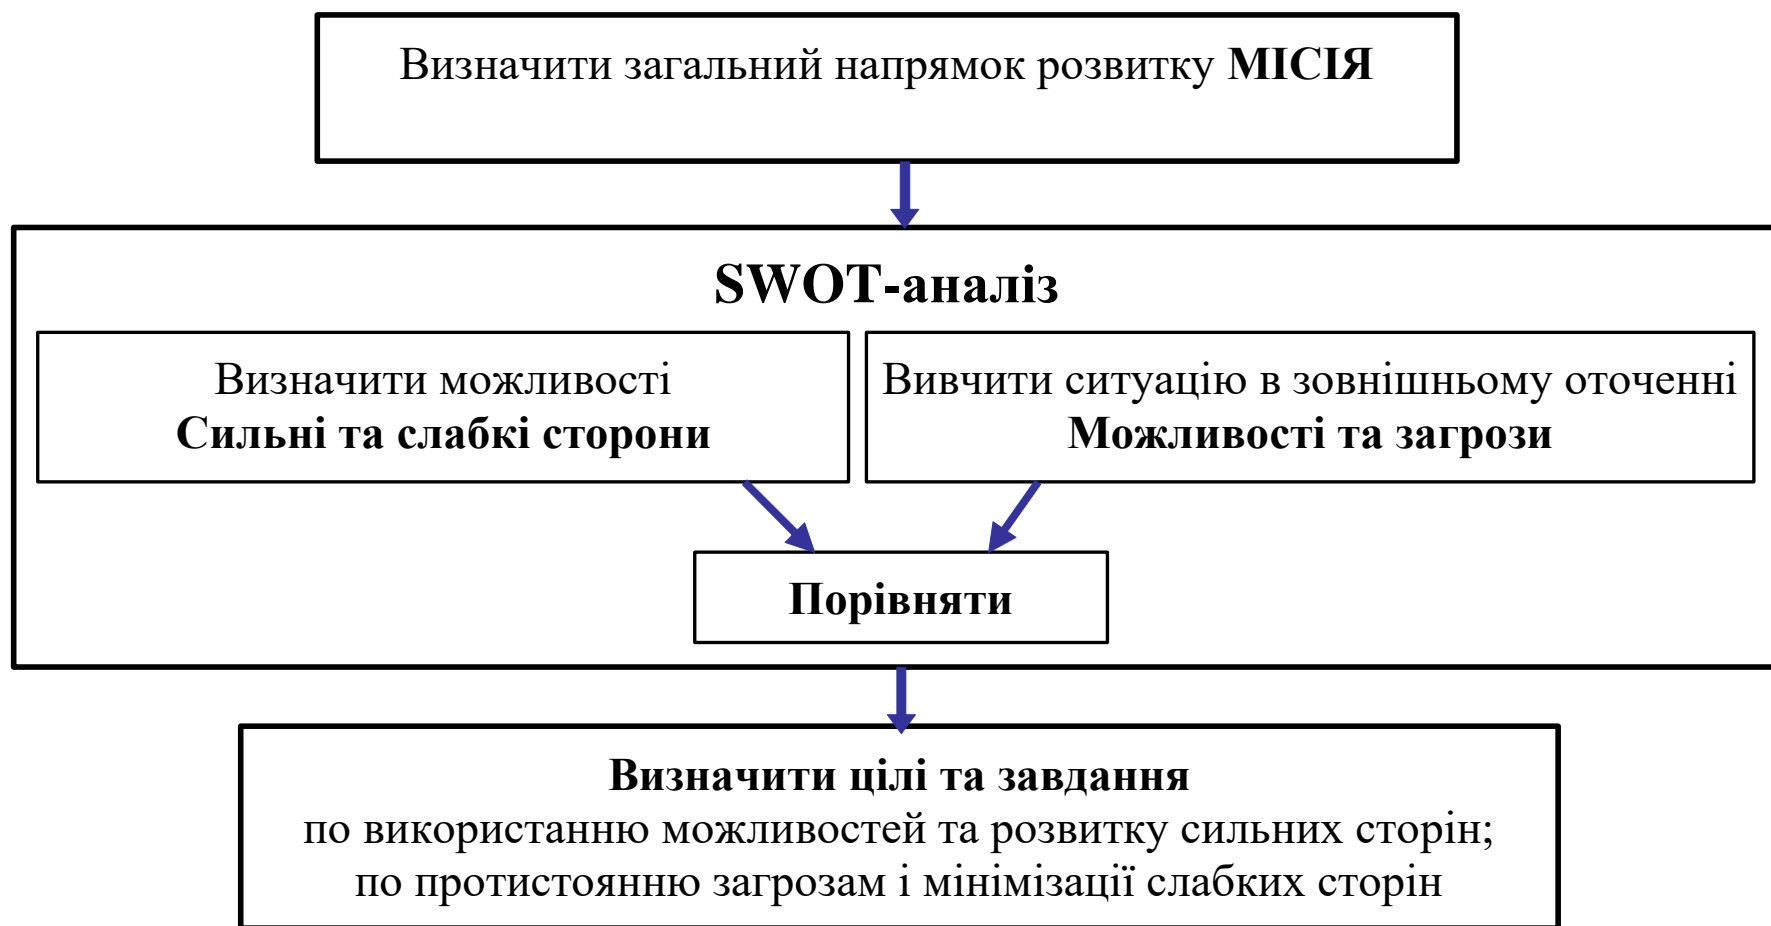 Визначити загальний напрямок розвитку МІСІЯ
SWOT-аналіз
Визначити можливості
Сильні та слабкі сторони
Вивчити ситуацію в зовнішньому оточенні
Можливості та загрози
Порівняти
Визначити цілі та завдання
по використанню можливостей та розвитку сильних сторін;
по протистоянню загрозам і мінімізації слабких сторін